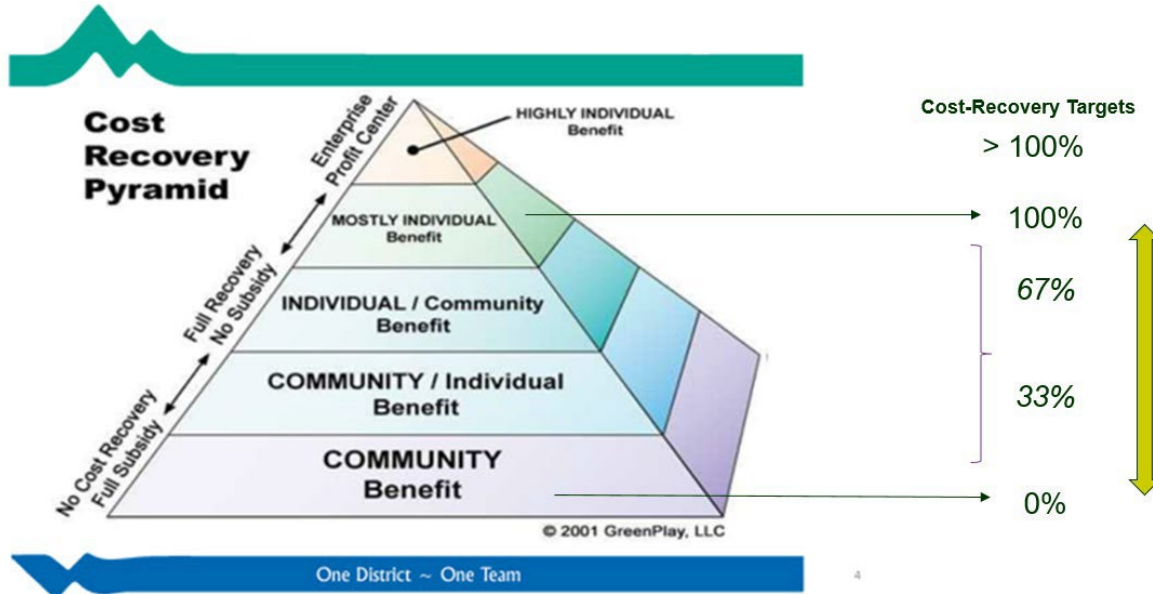 Cost
Recovery
Pyramid
Enterprise
Profit Center
Full Recovery
No Subsidy
No Cost Recovery
Full Subsidy
HIGHLY INDIVIDUAL
Benefit
MOSTLY INDIVIDUAL
Benefit
INDIVIDUAL / Community
Benefit
COMMUNITY / Individual
Benefit
COMMUNITY
Benefit
© 2001 GreenPlay, LLC
Cost-Recovery Targets
> 100%
100%
67%
33%
0%
One District ~ One Team
4